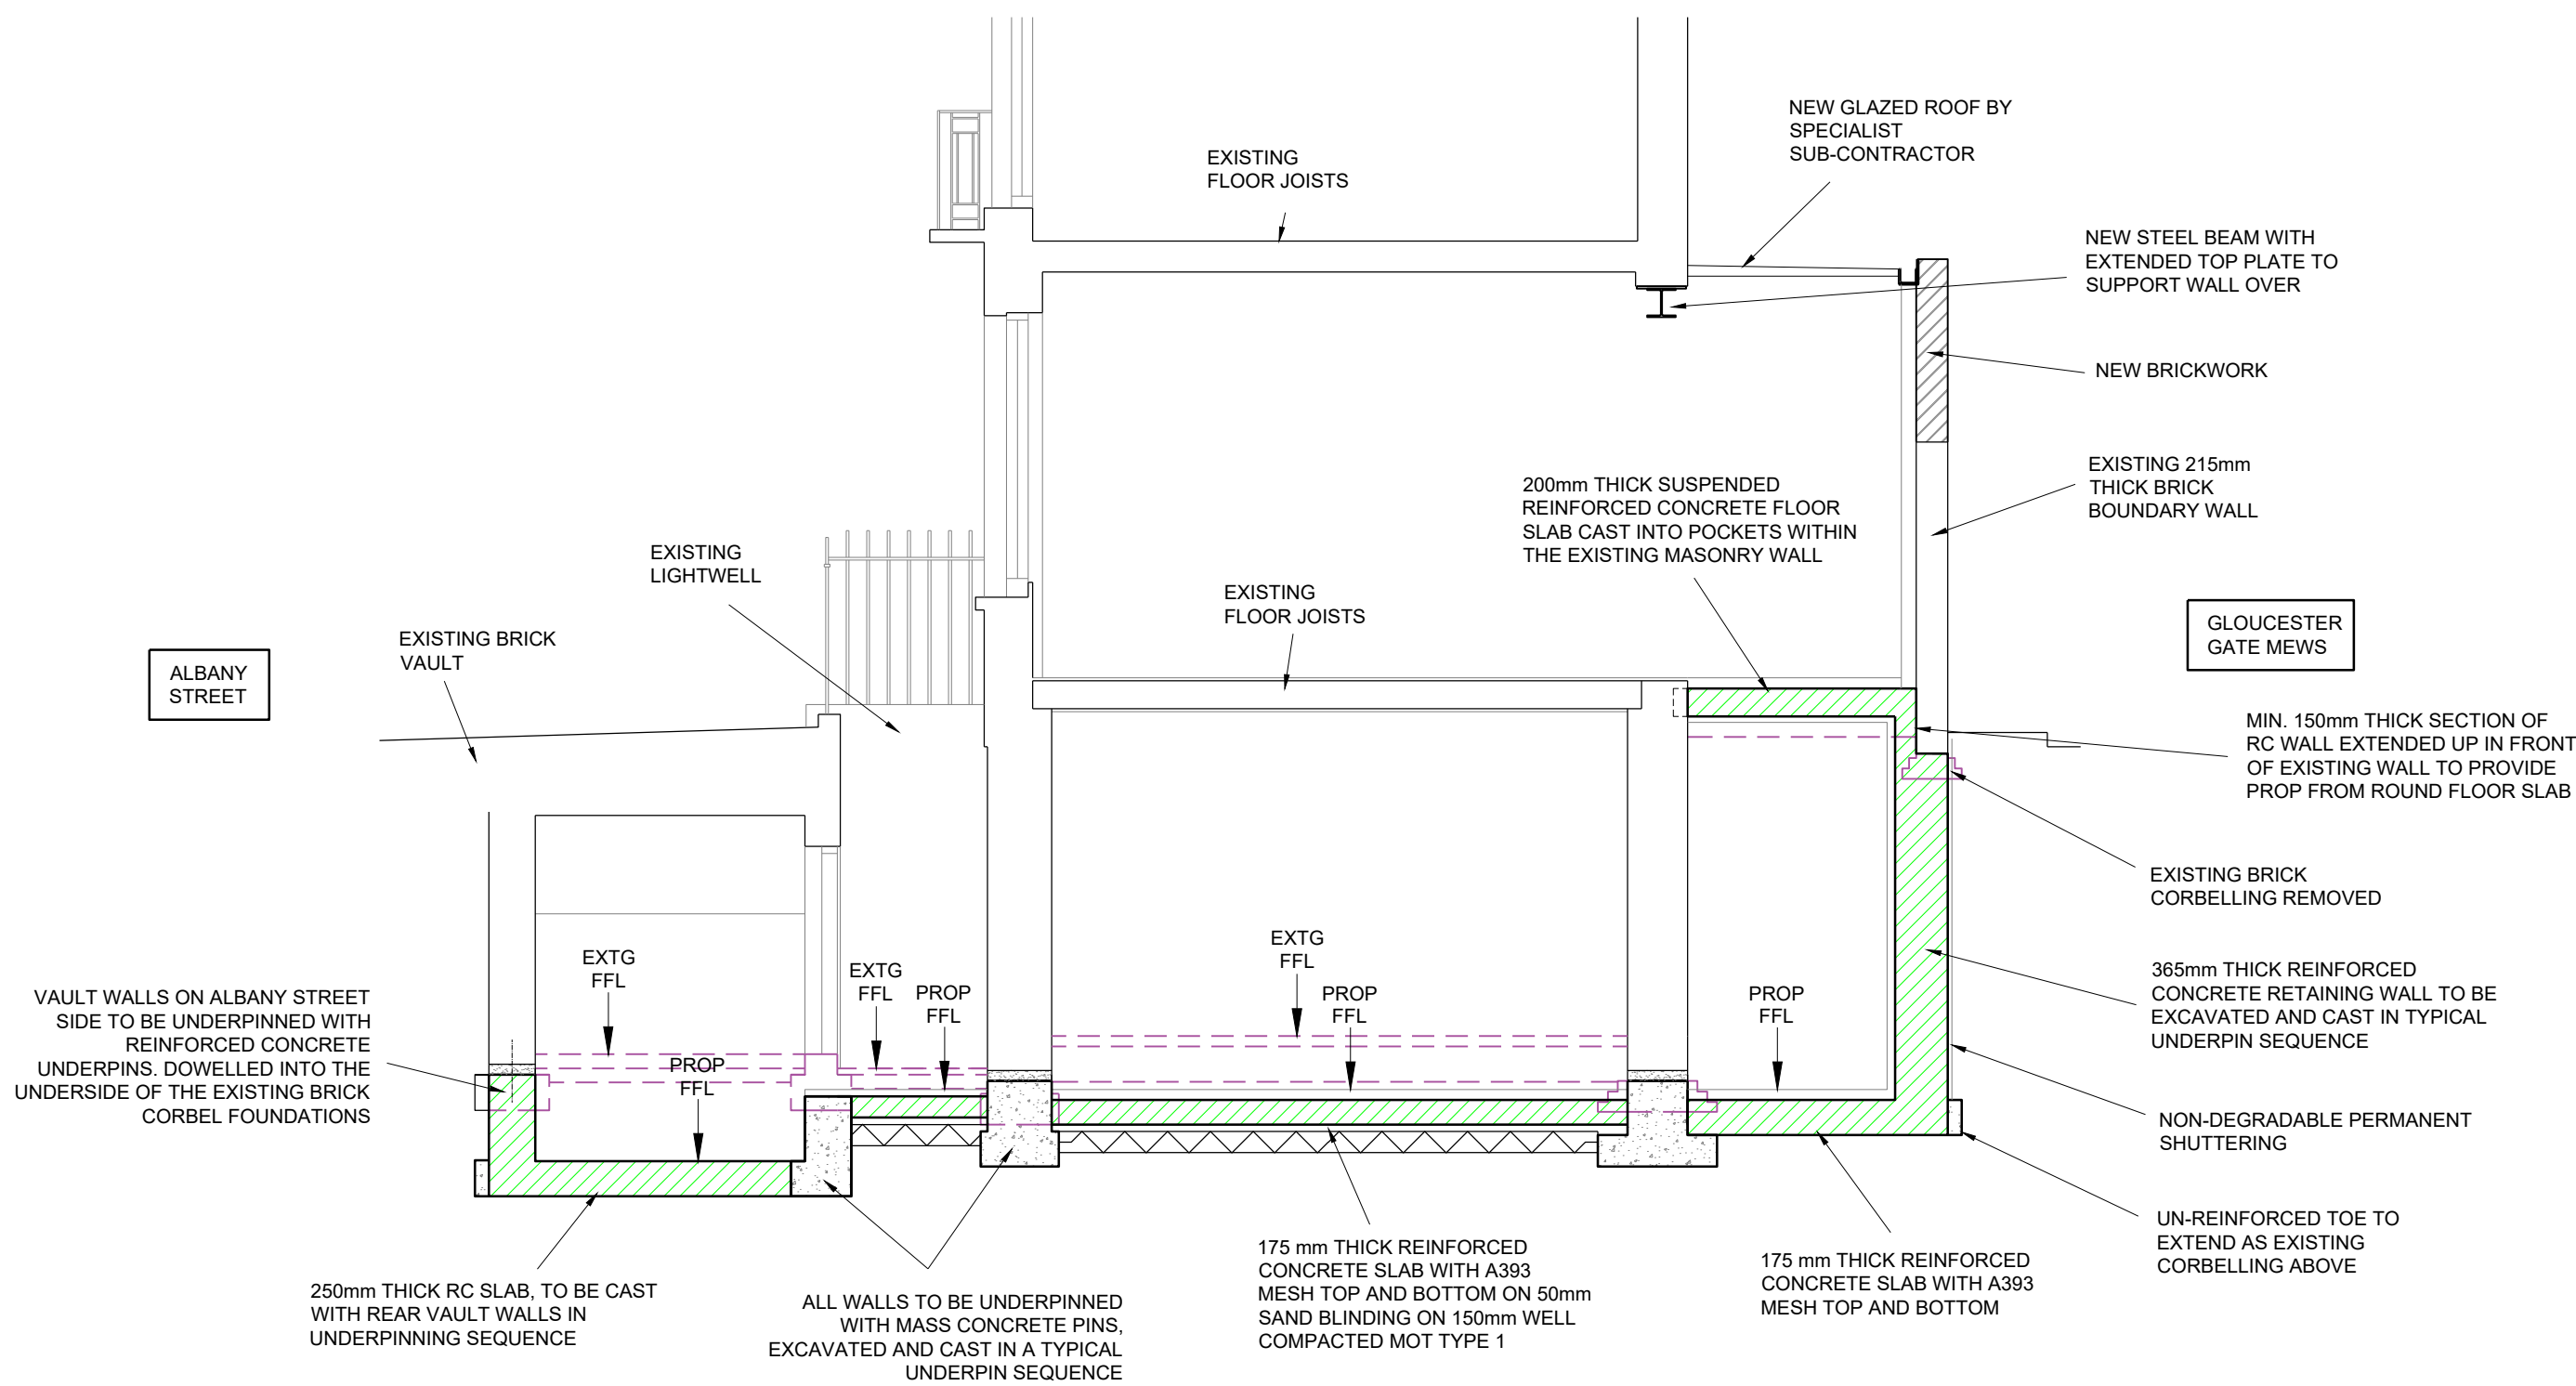 NEW GLAZED ROOF BY
SPECIALIST
SUB-CONTRACTOR
EXISTING
FLOOR JOISTS
NEW STEEL BEAM WITH
EXTENDED TOP PLATE TO
SUPPORT WALL OVER
NEW BRICKWORK
EXISTING 215mm
THICK BRICK
BOUNDARY WALL
200mm THICK SUSPENDED
REINFORCED CONCRETE FLOOR
SLAB CAST INTO POCKETS WITHIN
THE EXISTING MASONRY WALL
EXISTING
LIGHTWELL
EXISTING
FLOOR JOISTS
GLOUCESTER
GATE MEWS
EXISTING BRICK
VAULT
ALBANY
STREET
MIN. 150mm THICK SECTION OF
RC WALL EXTENDED UP IN FRONT
OF EXISTING WALL TO PROVIDE
PROP FROM ROUND FLOOR SLAB
EXISTING BRICK
CORBELLING REMOVED
EXTG
FFL
EXTG
FFL
PROP
FFL
EXTG
FFL
PROP
FFL
PROP
FFL
PROP
FFL
365mm THICK REINFORCED
CONCRETE RETAINING WALL TO BE
EXCAVATED AND CAST IN TYPICAL
UNDERPIN SEQUENCE
VAULT WALLS ON ALBANY STREET
SIDE TO BE UNDERPINNED WITH
REINFORCED CONCRETE
UNDERPINS. DOWELLED INTO THE
UNDERSIDE OF THE EXISTING BRICK
CORBEL FOUNDATIONS
NON-DEGRADABLE PERMANENT
SHUTTERING
UN-REINFORCED TOE TO
EXTEND AS EXISTING
CORBELLING ABOVE
250mm THICK RC SLAB, TO BE CAST
WITH REAR VAULT WALLS IN
UNDERPINNING SEQUENCE
ALL WALLS TO BE UNDERPINNED
WITH MASS CONCRETE PINS,
EXCAVATED AND CAST IN A TYPICAL
UNDERPIN SEQUENCE
175 mm THICK REINFORCED
CONCRETE SLAB WITH A393
MESH TOP AND BOTTOM ON 50mm
SAND BLINDING ON 150mm WELL
COMPACTED MOT TYPE 1
175 mm THICK REINFORCED
CONCRETE SLAB WITH A393
MESH TOP AND BOTTOM